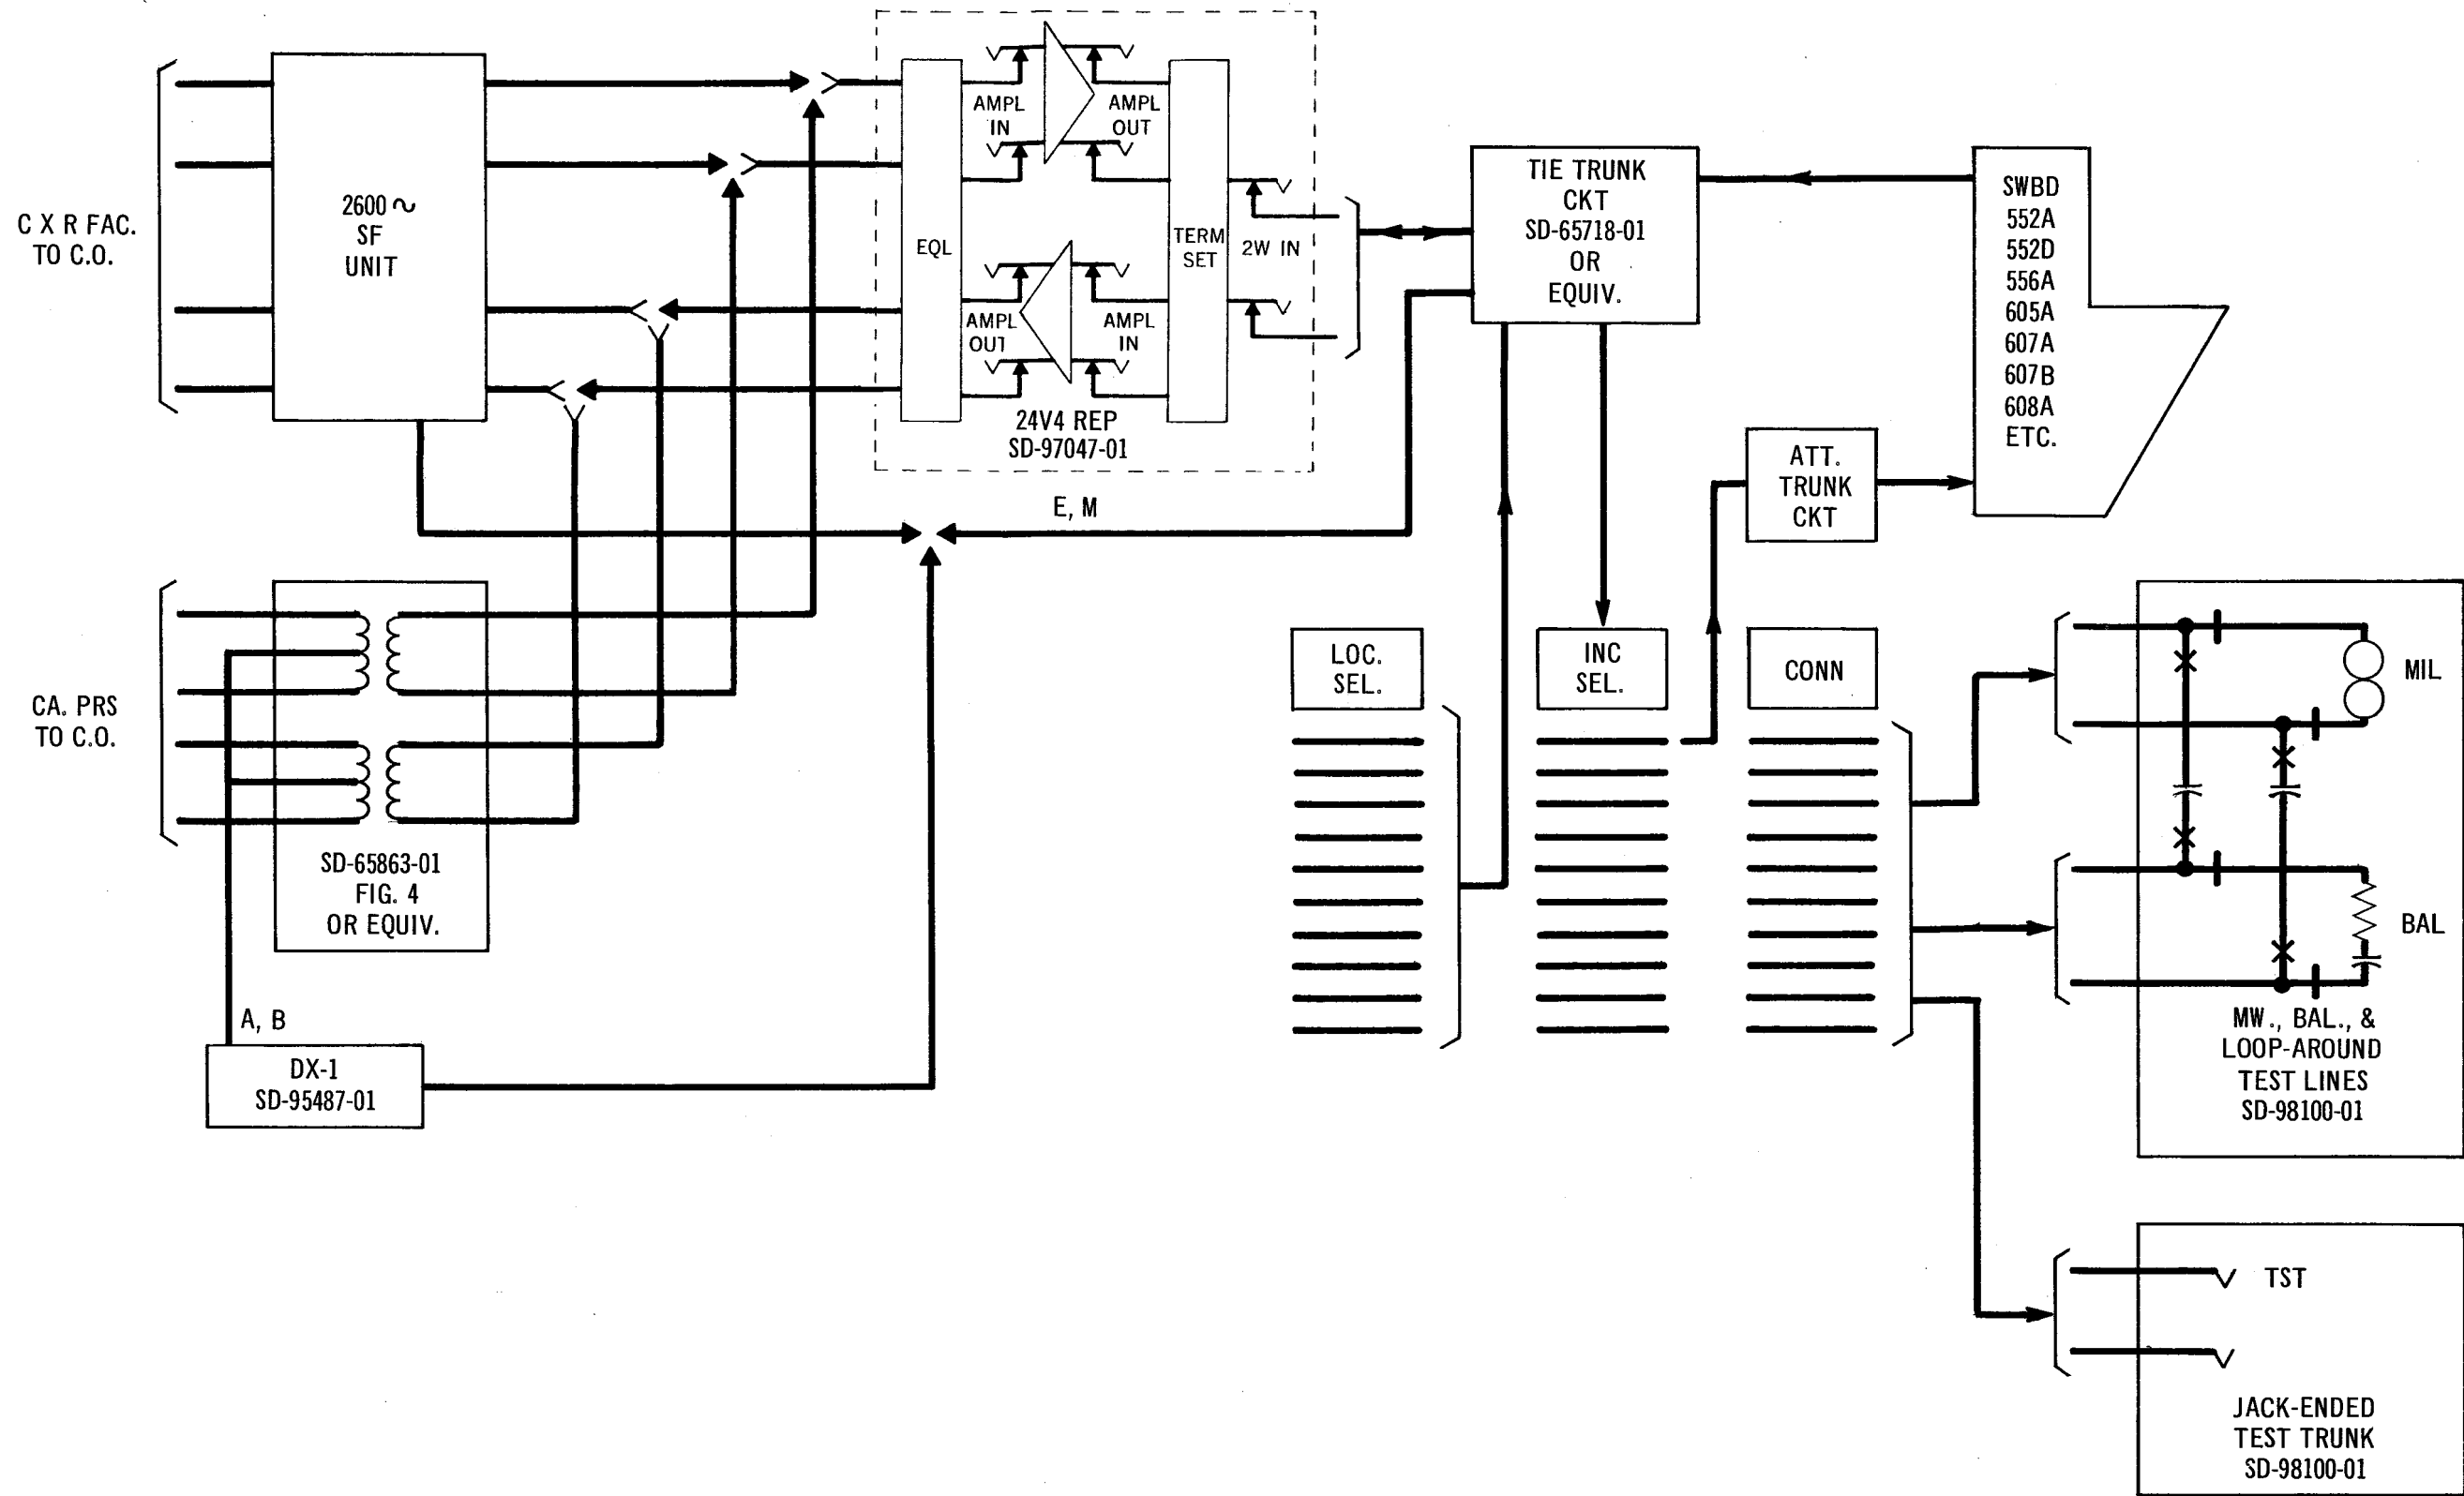 C X R FAC.
TO C.O.
2600 ~
SF
UNIT
EQL
AMPL
IN
AMPL
OUT
AMPL
OUT
AMPL
IN
TERM
SET
2W IN
24V4 REP
SD-97047-01
TIE TRUNK
CKT
SD-65718-01
OR
EQUIV.
SWBD
552A
552D
556A
605A
607A
607B
608A
ETC.
ATT.
TRUNK
CKT
E, M
CA. PRS
TO C.O.
SD-65863-01
FIG. 4
OR EQUIV.
A, B
DX-1
SD-95487-01
LOC.
SEL.
INC
SEL.
CONN
MIL
BAL
MW., BAL., &
LOOP-AROUND
TEST LINES
SD-98100-01
TST
JACK-ENDED
TEST TRUNK
SD-98100-01